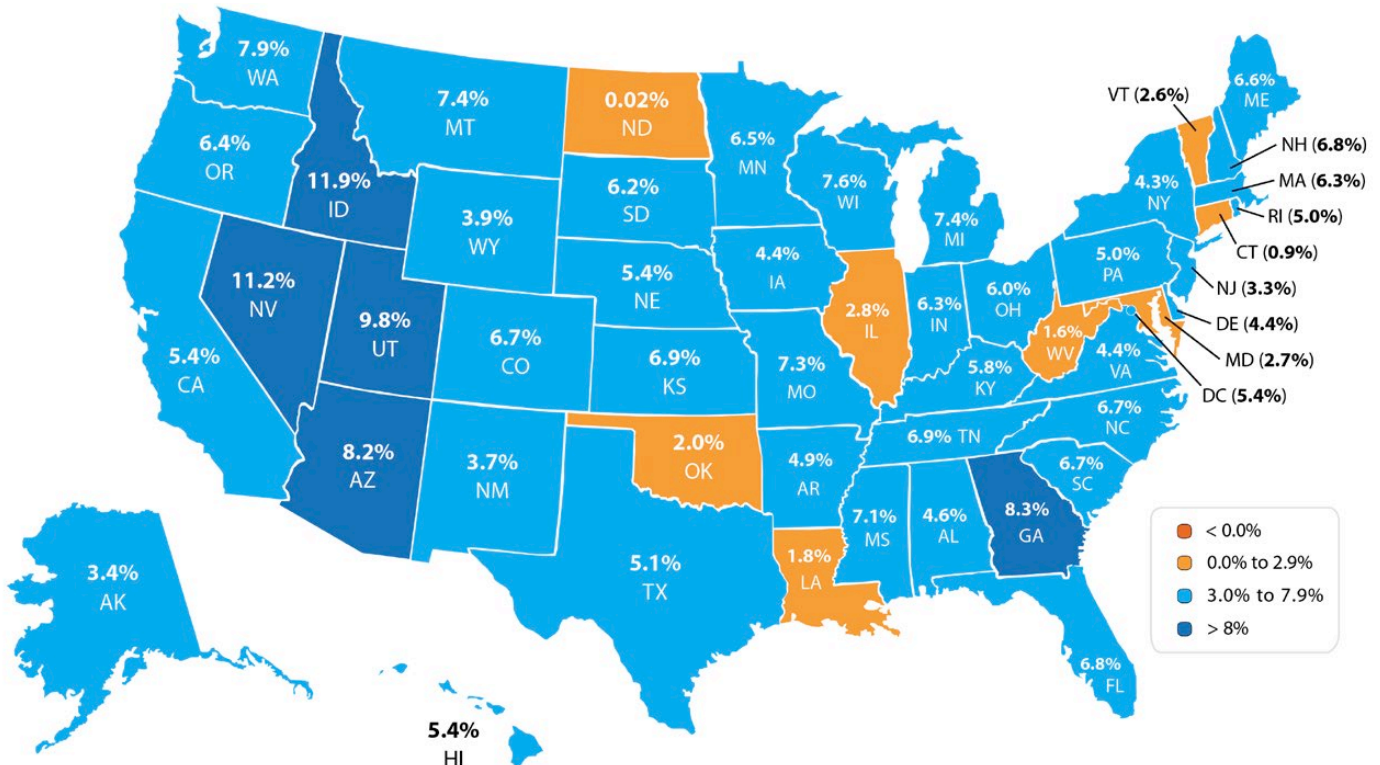 7.9%
WA
6.4%
OR
11.9%
ID
7.4%
MT
0.02%
ND
6.5%
MN
7.6%
WI
7.4%
MI
6.2%
SD
3.9%
WY
11.2%
NV
9.8%
UT
5.4%
CA
6.7%
CO
5.4%
NE
4.4%
IA
2.8%
IL
6.3%
IN
6.0%
OH
6.9%
KS
7.3%
MO
5.8%
KY
1.6%
WV
4.4%
VA
8.2%
AZ
3.7%
NM
2.0%
OK
4.9%
AR
6.9% TN
6.7%
NC
6.7%
SC
5.1%
TX
1.8%
LA
7.1%
MS
4.6%
AL
8.3%
GA
6.8%
FL
5.0%
PA
4.3%
NY
6.6%
ME
VT (2.6%)
NH (6.8%)
MA (6.3%)
RI (5.0%)
CT (0.9%)
NJ (3.3%)
DE (4.4%)
MD (2.7%)
DC (5.4%)
3.4%
AK
5.4%
HI
< 0.0%
0.0% to 2.9%
3.0% to 7.9%
> 8%